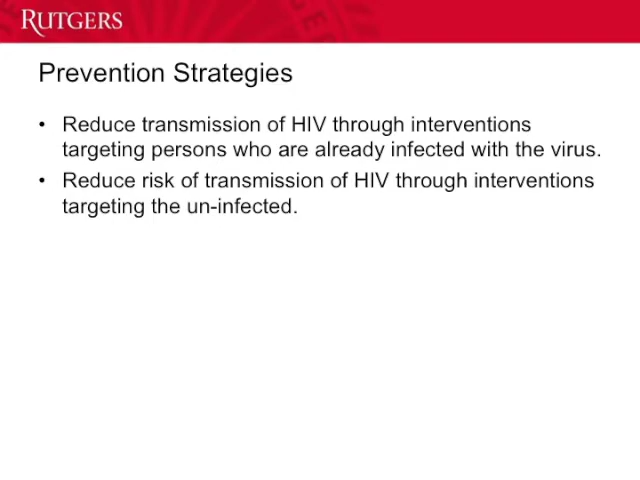 RUTGERS
Prevention Strategies
• Reduce transmission of HIV through interventions
targeting persons who are already infected with the virus.
• Reduce risk of transmission of HIV through interventions
targeting the un-infected.